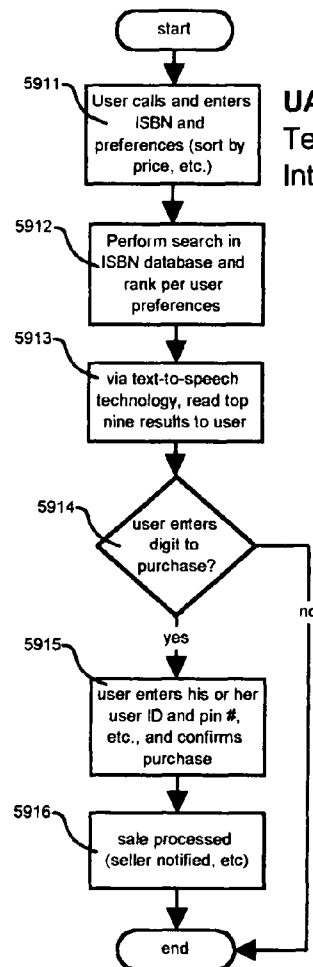 start
5911
User calls and enters
ISBN and
preferences (sort by
price, etc.)
UA
Te
Int
5912
Perform search in
ISBN database and
rank per user
preferences
5913
via text-to-speech
technology, read top
nine results to user
5914
user enters
digit to
purchase?
no
yes
5915
user enters his or her
user ID and pin #,
etc., and confirms
purchase
5916
sale processed
(seller notified, etc)
end